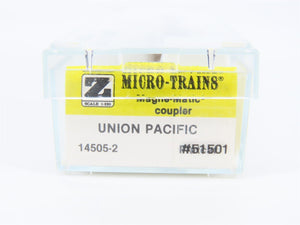 Z MICRO-TRAINS®
SCALE 1:220
Magne-Matic®
coupler
UNION PACIFIC
14505-2 #51501